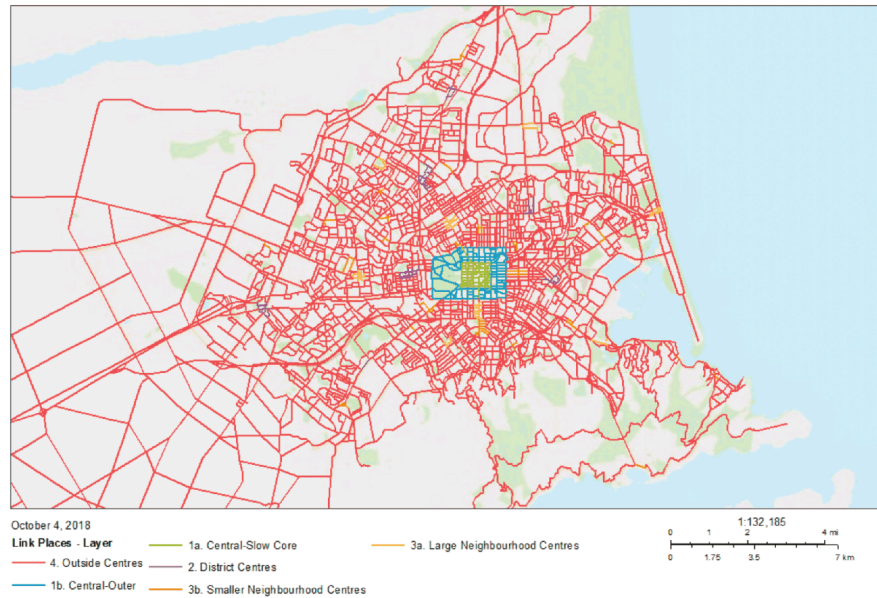 October 4, 2018
Link Places - Layer
4. Outside Centres
1b. Central-Outer
1a. Central-Slow Core
2. District Centres
3b. Smaller Neighbourhood Centres
3a. Large Neighbourhood Centres
1:132,185
0 1 2 4 mi
0 1.75 3.5 7 km